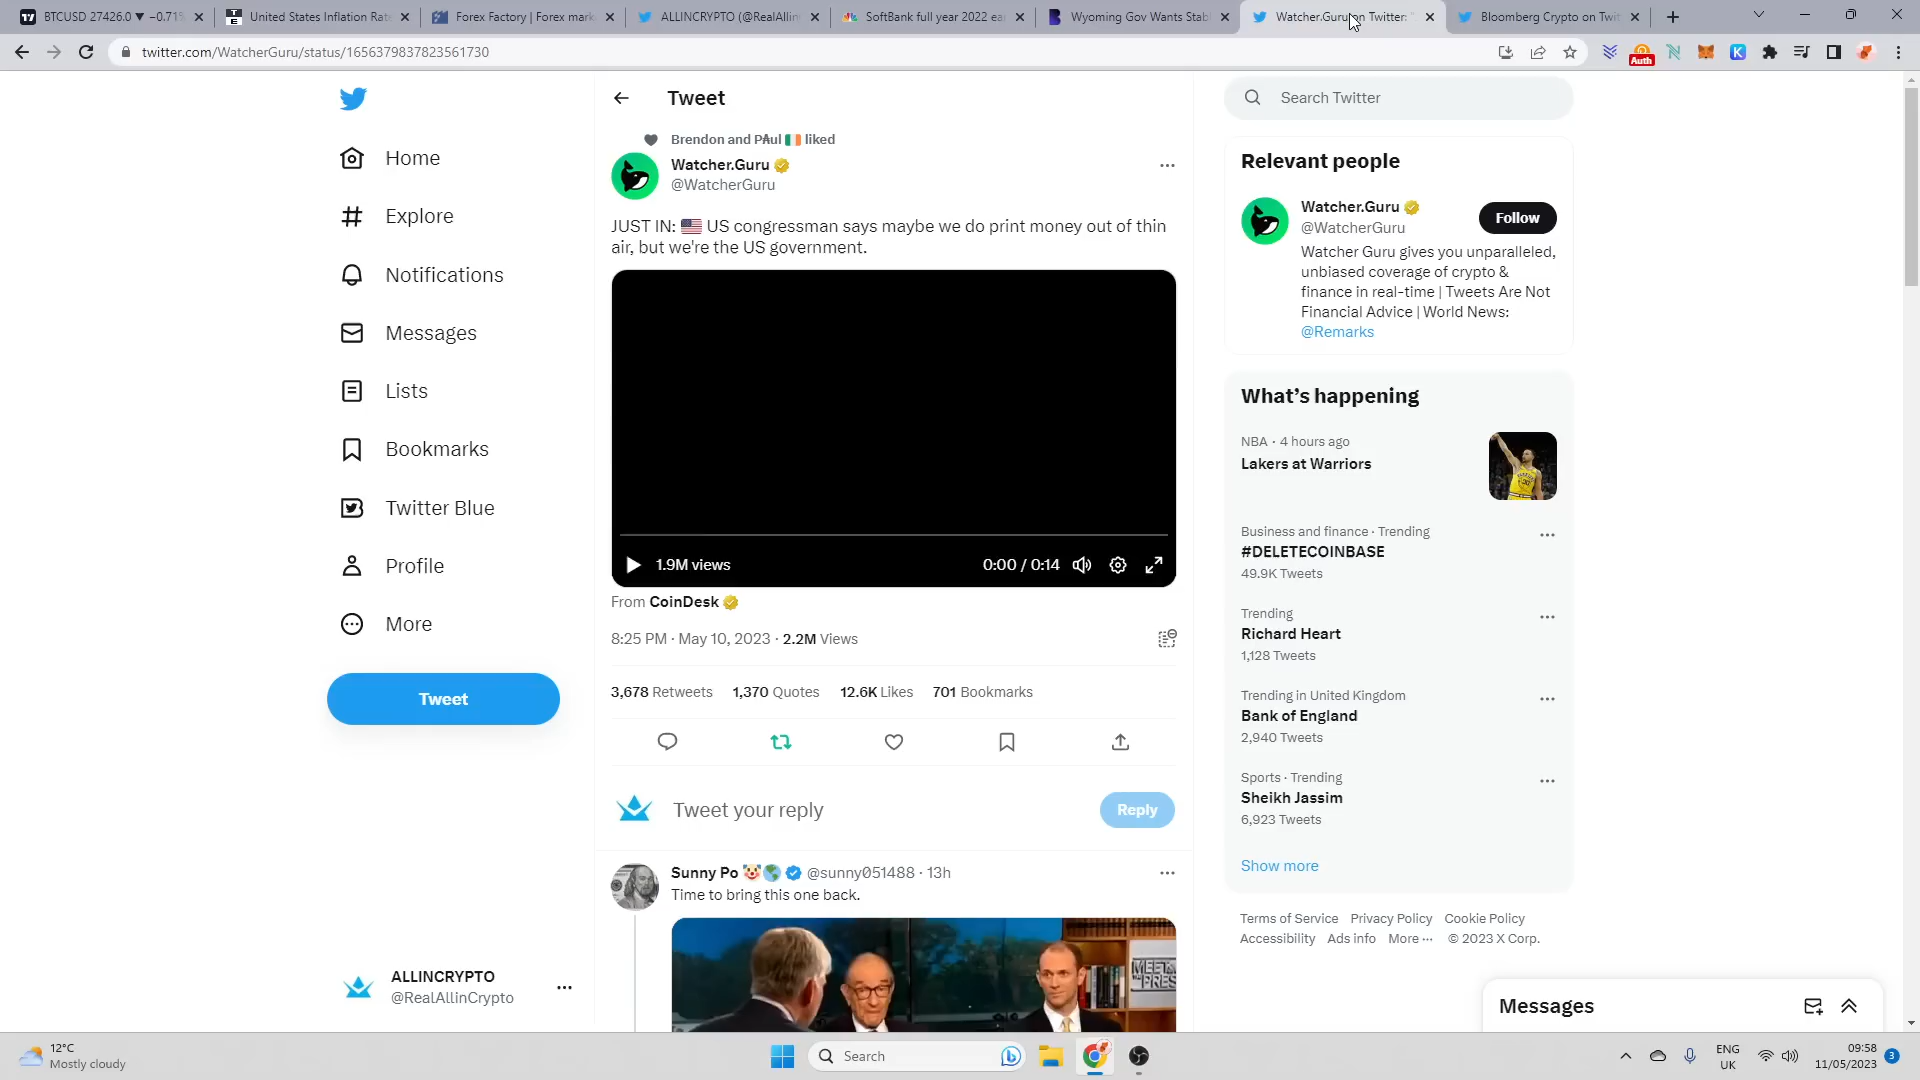 BTCUSD 27426.0 ▼ −0.715
United States Inflation Rat
Forex Factory | Forex mark
ALLINCRYPTO (@RealAllin
SoftBank full year 2022 ea
Wyoming Gov Wants Stab
Watcher.Guru on Twitter: "
Bloomberg Crypto on Twit
twitter.com/WatcherGuru/status/1656379837823561730
Auth
Home
Explore
Notifications
Messages
Lists
Bookmarks
Twitter Blue
Profile
More
Tweet
ALLINCRYPTO
@RealAllinCrypto
Tweet
Brendon and P₳ul 🇮🇪 liked
Watcher.Guru
@WatcherGuru
JUST IN: 🇺🇸 US congressman says maybe we do print money out of thin
air, but we're the US government.
1.9M views
0:00 / 0:14
From CoinDesk
8:25 PM · May 10, 2023 · 2.2M Views
3,678 Retweets 1,370 Quotes 12.6K Likes 701 Bookmarks
Tweet your reply
Reply
Sunny Po 🤡🌎 @sunny051488 · 13h
Time to bring this one back.
MEET
PRESS
Search Twitter
Relevant people
Watcher.Guru
@WatcherGuru
Follow
Watcher Guru gives you unparalleled,
unbiased coverage of crypto &
finance in real-time | Tweets Are Not
Financial Advice | World News:
@Remarks
What's happening
NBA · 4 hours ago
Lakers at Warriors
Business and finance · Trending
#DELETECOINBASE
49.9K Tweets
Trending
Richard Heart
1,128 Tweets
Trending in United Kingdom
Bank of England
2,940 Tweets
Sports · Trending
Sheikh Jassim
6,923 Tweets
Show more
Terms of Service Privacy Policy Cookie Policy
Accessibility Ads info More ··· © 2023 X Corp.
Messages
12°C
Mostly cloudy
Search
ENG
UK
09:58
11/05/2023
3